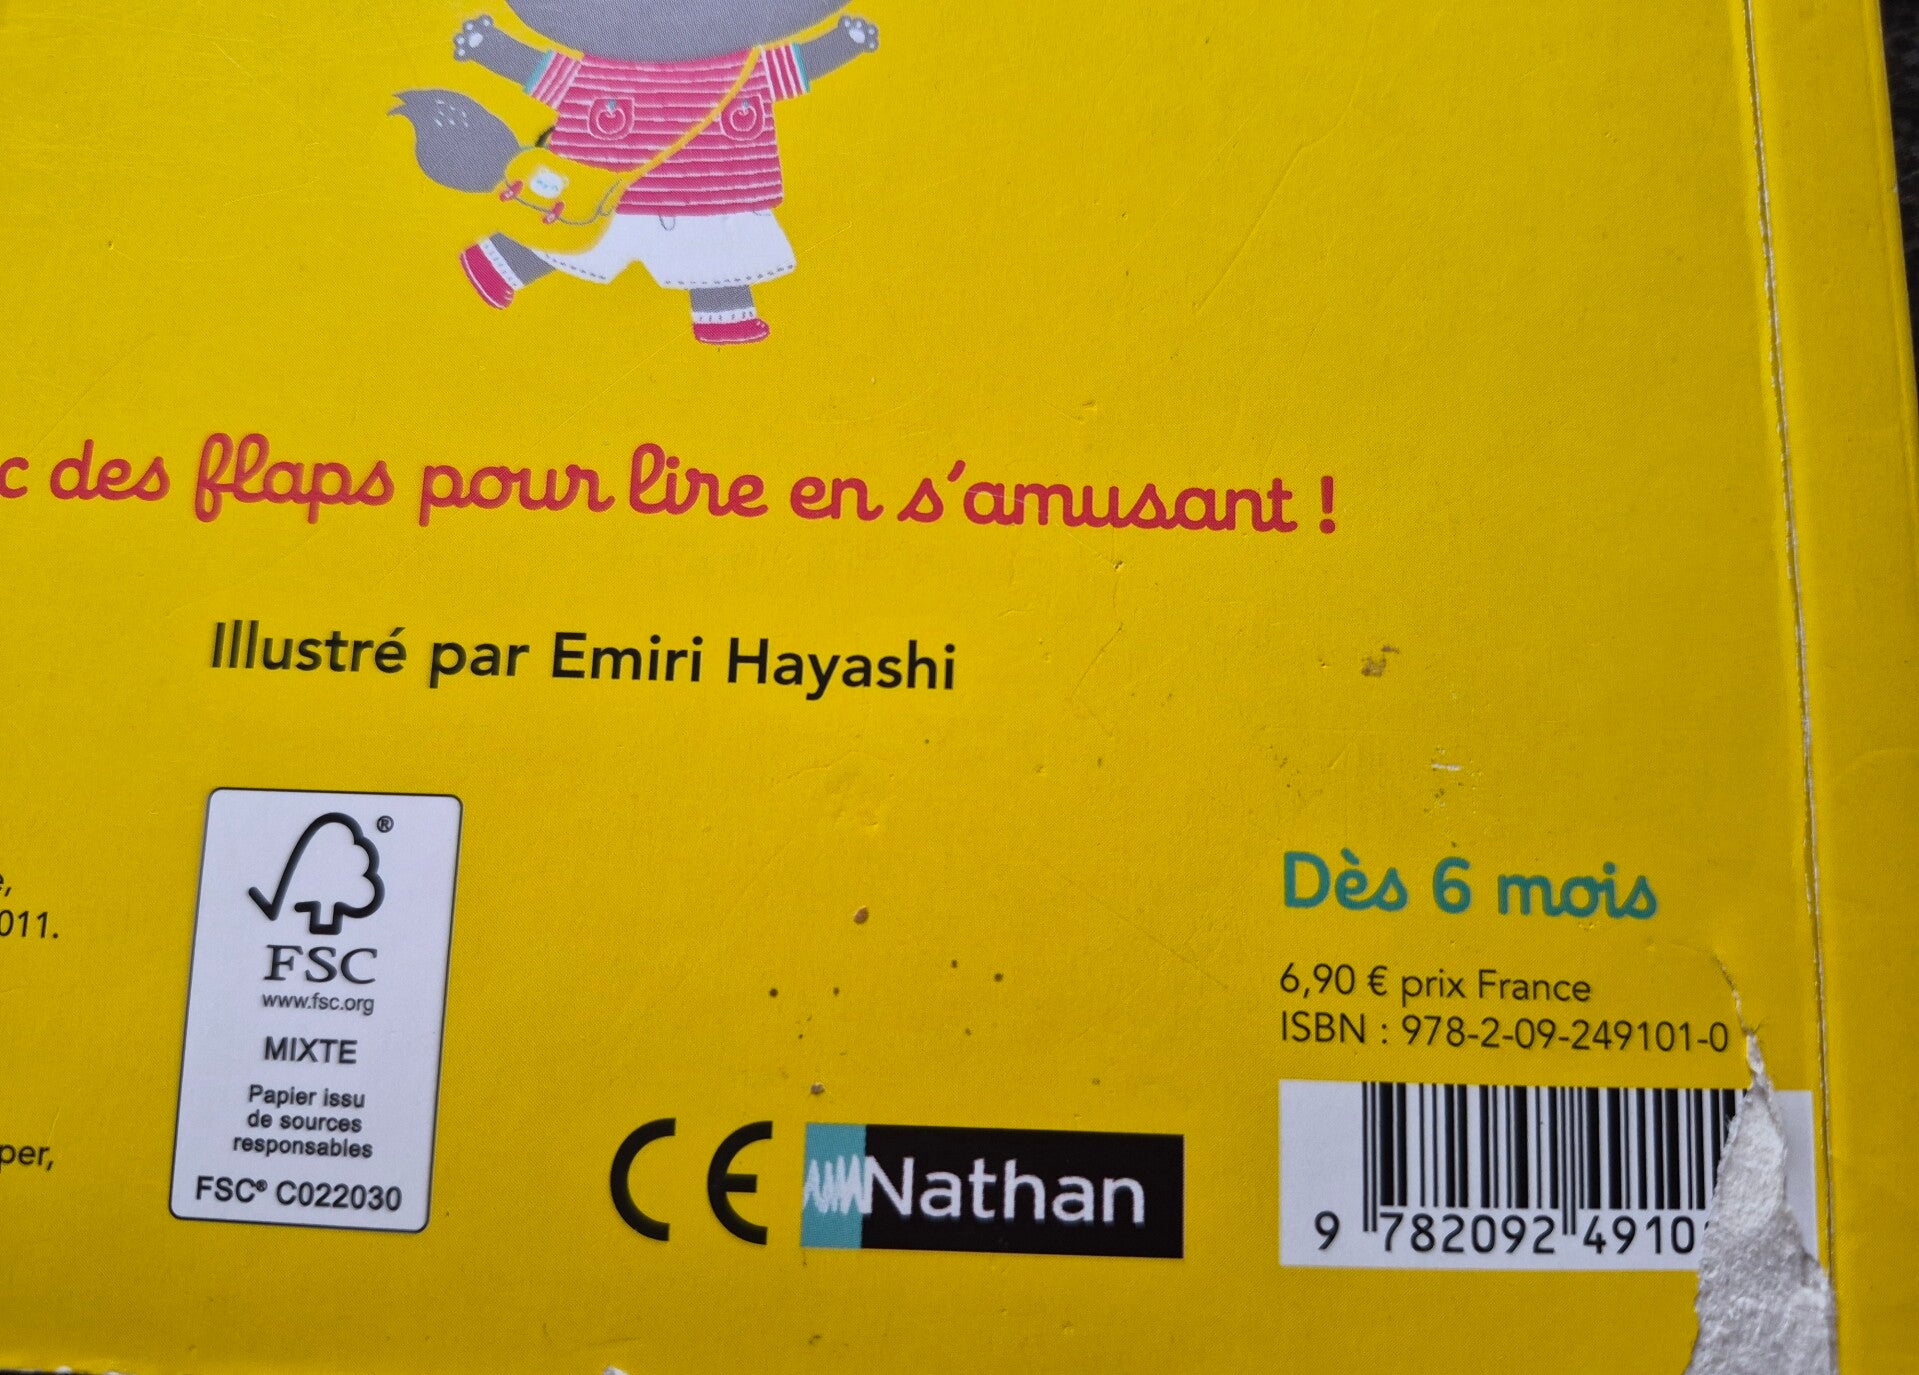 c des flaps pour lire en s'amusant !
Illustré par Emiri Hayashi
®
FSC
www.fsc.org
MIXTE
Papier issu
de sources
responsables
FSC® C022030
e,
011.
per,
CE
Nathan
Dès 6 mois
6,90 € prix France
ISBN : 978-2-09-249101-0
9 782092 4910